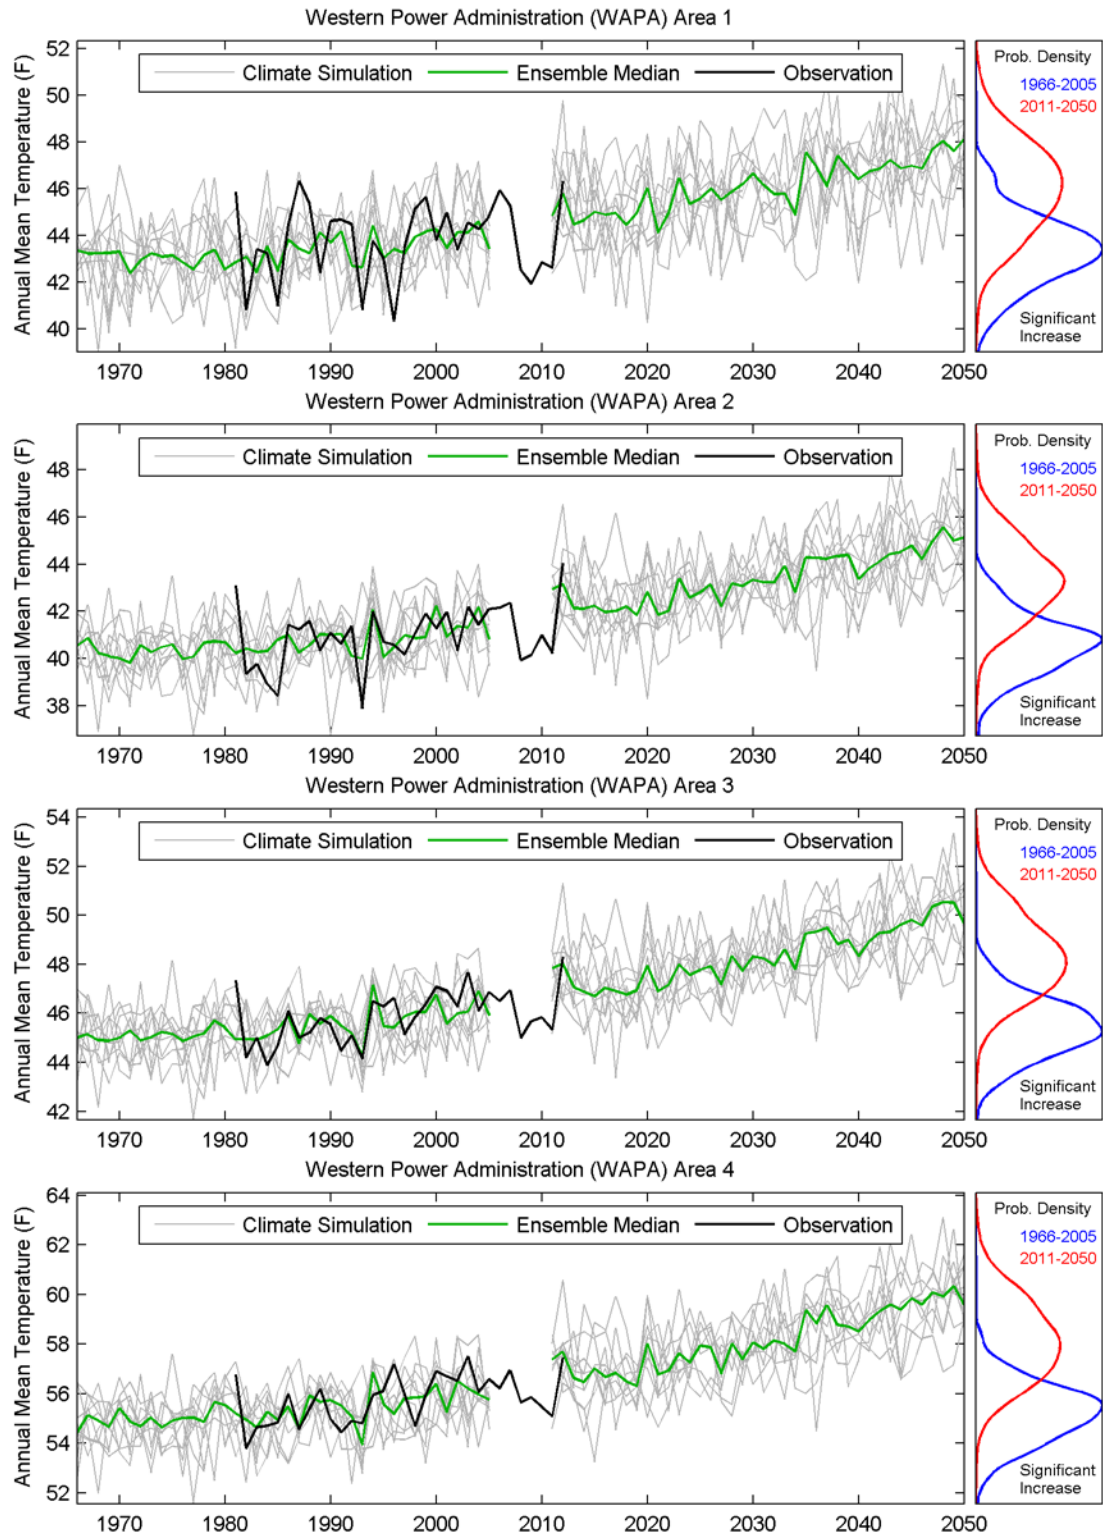 Western Power Administration (WAPA) Area 1
Annual Mean Temperature (F)
52
50
48
46
44
42
40
Climate Simulation Ensemble Median Observation
1970 1980 1990 2000 2010 2020 2030 2040 2050
Prob. Density
1966-2005
2011-2050
Significant
Increase
Western Power Administration (WAPA) Area 2
Annual Mean Temperature (F)
48
46
44
42
40
38
Climate Simulation Ensemble Median Observation
1970 1980 1990 2000 2010 2020 2030 2040 2050
Prob. Density
1966-2005
2011-2050
Significant
Increase
Western Power Administration (WAPA) Area 3
Annual Mean Temperature (F)
54
52
50
48
46
44
42
Climate Simulation Ensemble Median Observation
1970 1980 1990 2000 2010 2020 2030 2040 2050
Prob. Density
1966-2005
2011-2050
Significant
Increase
Western Power Administration (WAPA) Area 4
Annual Mean Temperature (F)
64
62
60
58
56
54
52
Climate Simulation Ensemble Median Observation
1970 1980 1990 2000 2010 2020 2030 2040 2050
Prob. Density
1966-2005
2011-2050
Significant
Increase